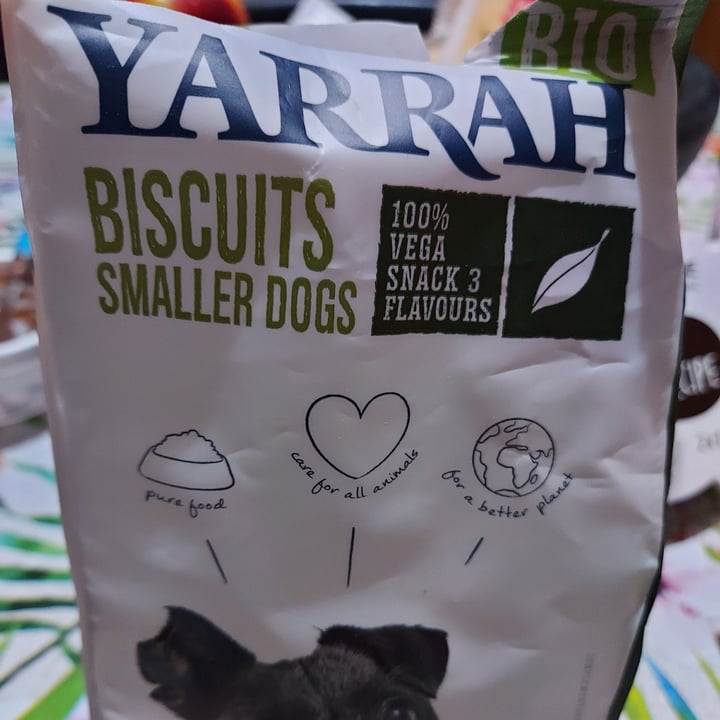 BIO
YARRAH
BISCUITS
SMALLER DOGS
100%
VEGA
SNACK 3
FLAVOURS
pure food
care for all animals
for a better planet